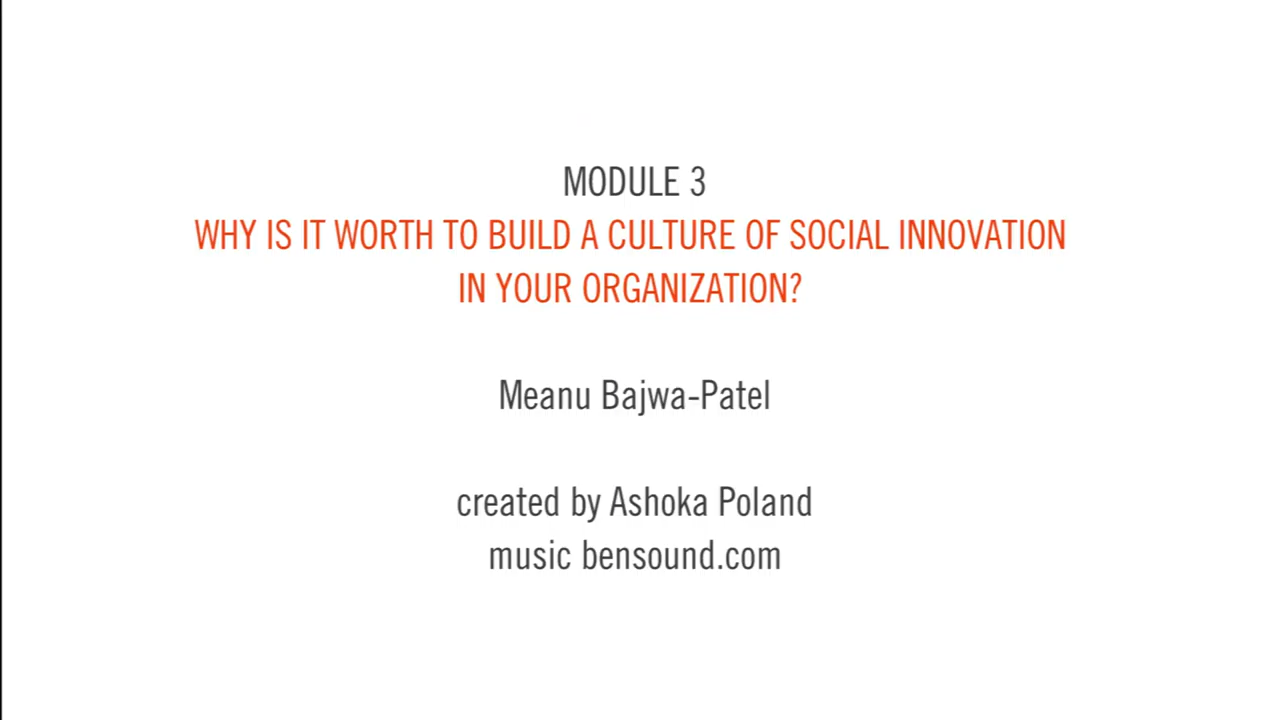 MODULE 3
WHY IS IT WORTH TO BUILD A CULTURE OF SOCIAL INNOVATION
IN YOUR ORGANIZATION?
Meanu Bajwa-Patel
created by Ashoka Poland
music bensound.com